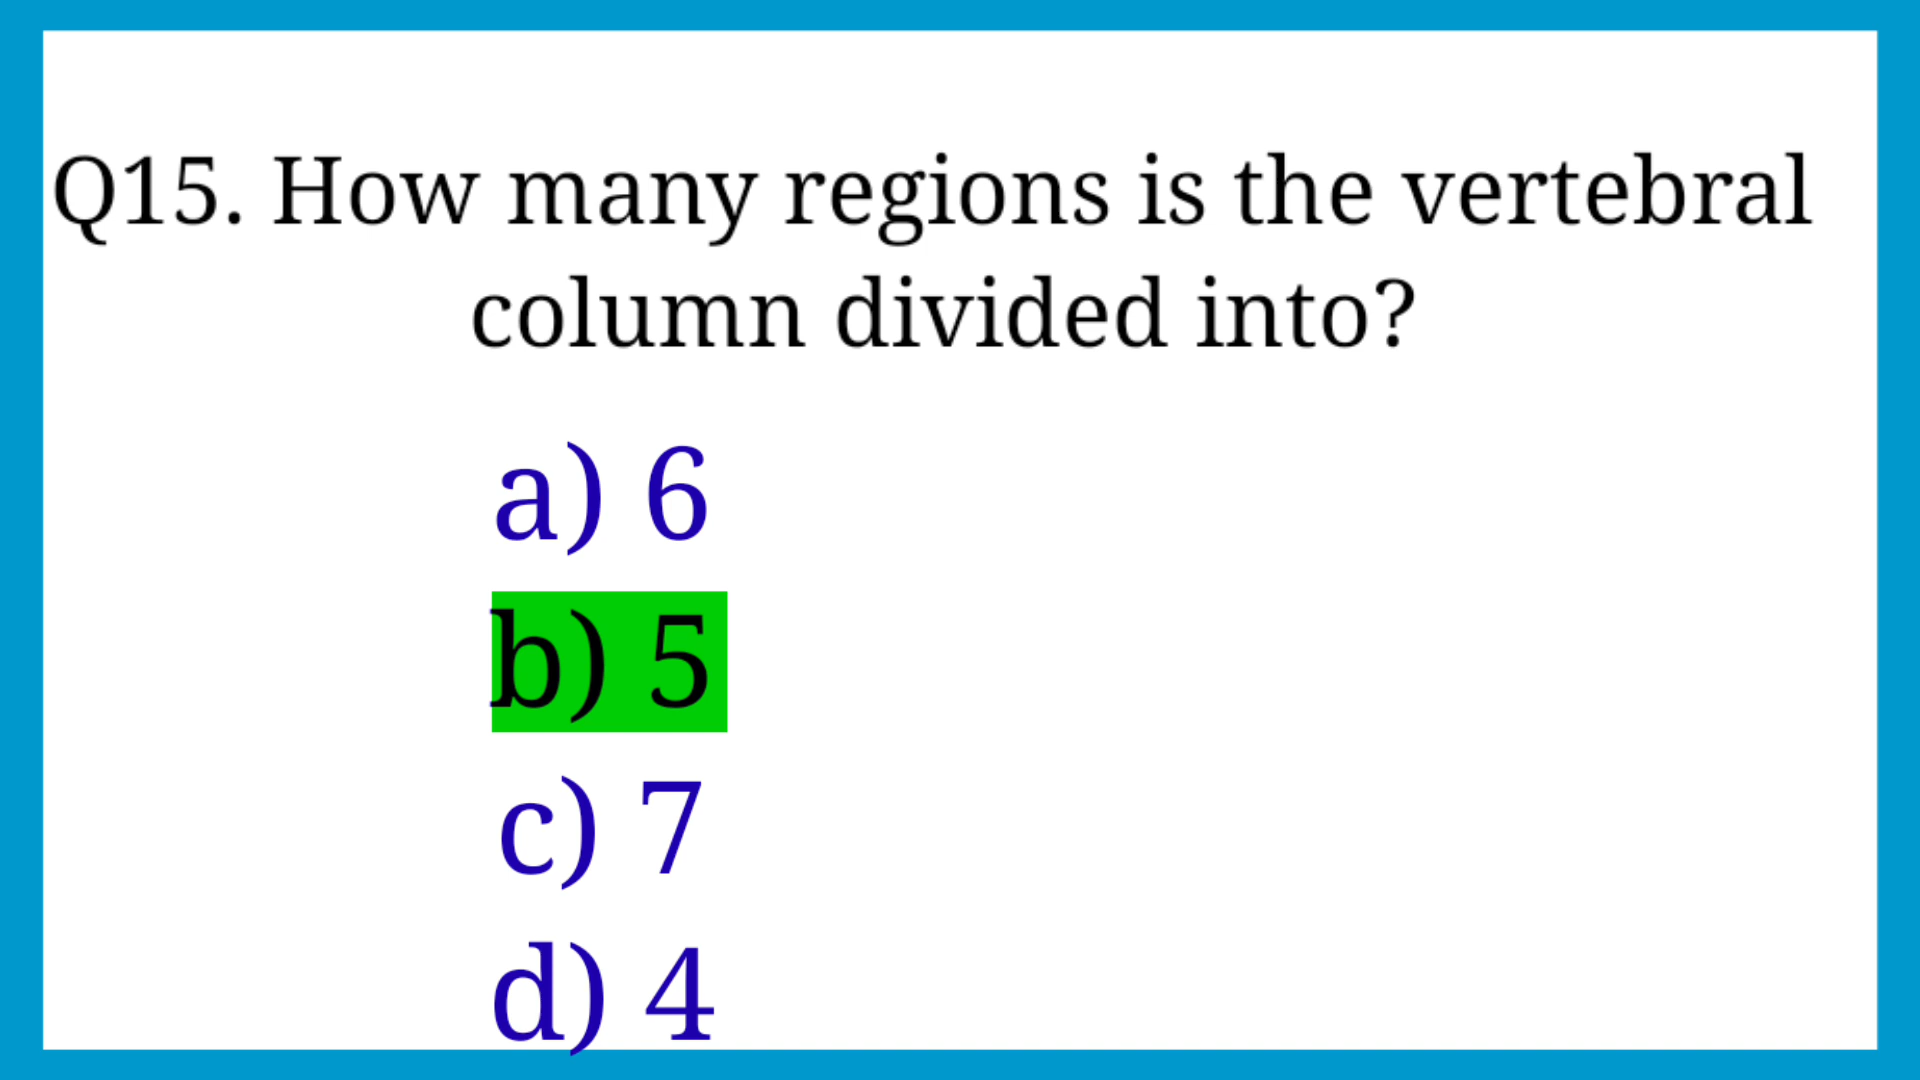 Q15. How many regions is the vertebral
column divided into?
a) 6
b) 5
c) 7
d) 4